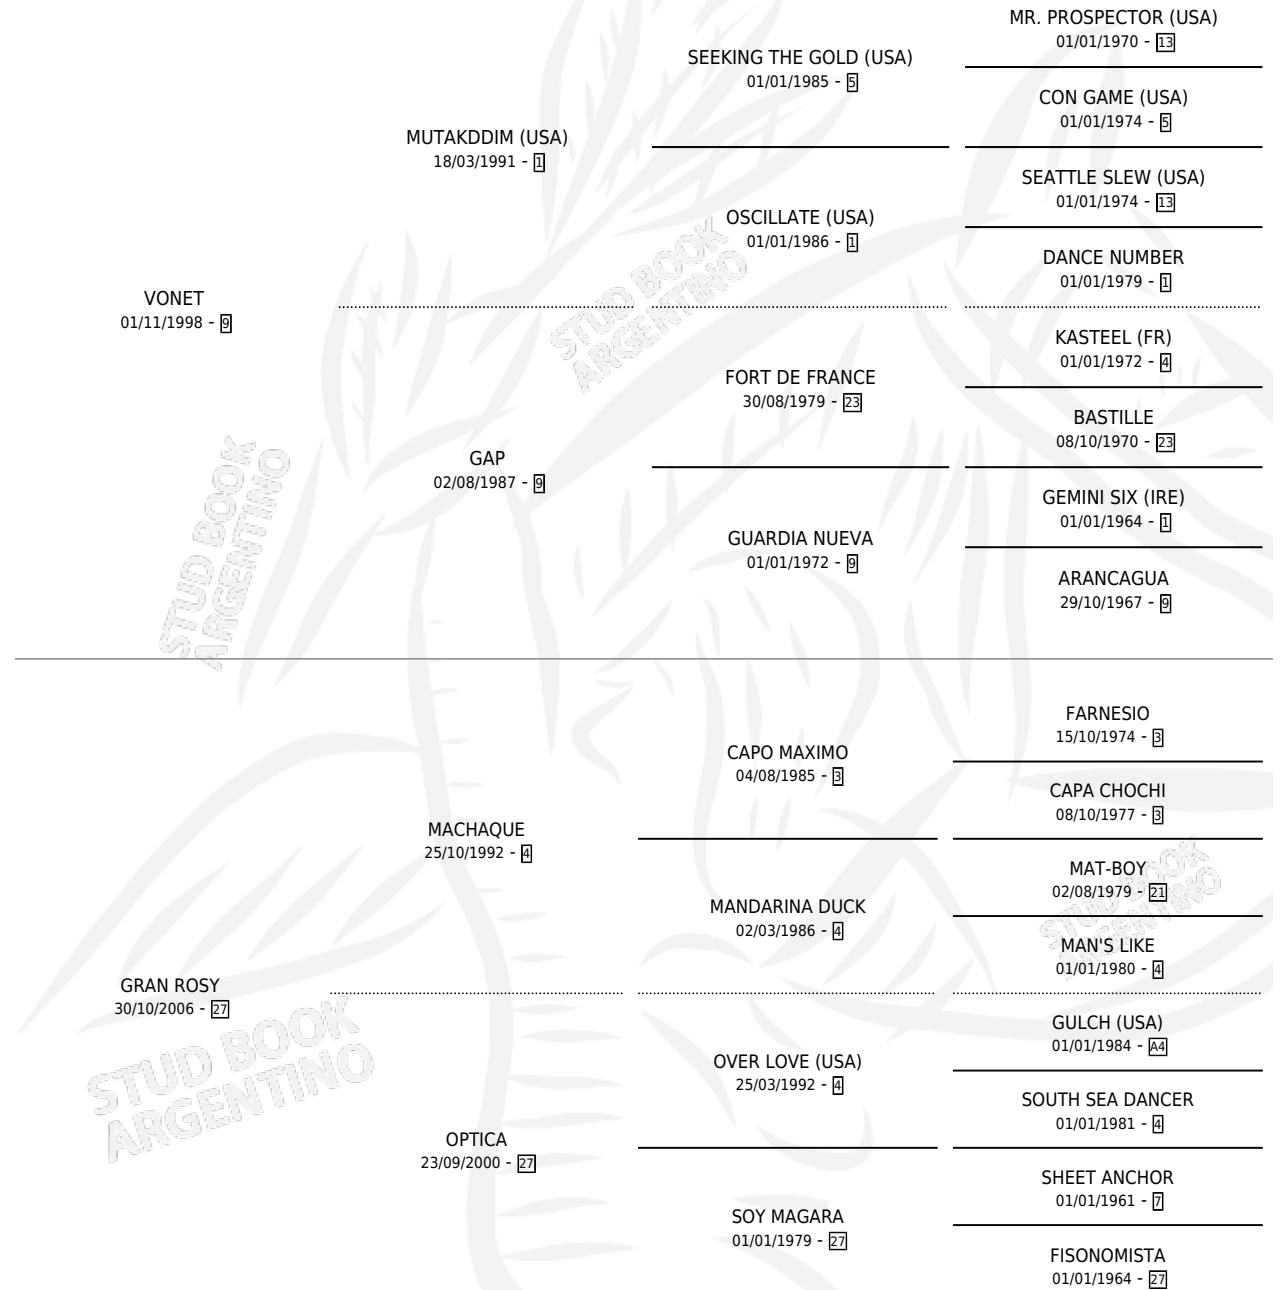 MR. PROSPECTOR (USA)
01/01/1970 - 13
SEEKING THE GOLD (USA)
01/01/1985 - 5
CON GAME (USA)
01/01/1974 - 5
MUTAKDDIM (USA)
18/03/1991 - 1
SEATTLE SLEW (USA)
01/01/1974 - 13
OSCILLATE (USA)
01/01/1986 - 1
DANCE NUMBER
01/01/1979 - 1
VONET
01/11/1998 - 9
KASTEEL (FR)
01/01/1972 - 4
FORT DE FRANCE
30/08/1979 - 23
BASTILLE
08/10/1970 - 23
GAP
02/08/1987 - 9
GEMINI SIX (IRE)
01/01/1964 - 1
GUARDIA NUEVA
01/01/1972 - 9
ARANCAGUA
29/10/1967 - 9
FARNESIO
15/10/1974 - 3
CAPO MAXIMO
04/08/1985 - 3
CAPA CHOCHI
08/10/1977 - 3
MACHAQUE
25/10/1992 - 4
MAT-BOY
02/08/1979 - 21
MANDARINA DUCK
02/03/1986 - 4
MAN'S LIKE
01/01/1980 - 4
GRAN ROSY
30/10/2006 - 27
GULCH (USA)
01/01/1984 - A4
OVER LOVE (USA)
25/03/1992 - 4
SOUTH SEA DANCER
01/01/1981 - 4
OPTICA
23/09/2000 - 27
SHEET ANCHOR
01/01/1961 - 7
SOY MAGARA
01/01/1979 - 27
FISONOMISTA
01/01/1964 - 27
STUD BOOK
ARGENTINO
STUD BOOK
ARGENTINO
STUD BOOK
ARGENTINO
STUD BOOK
ARGENTINO